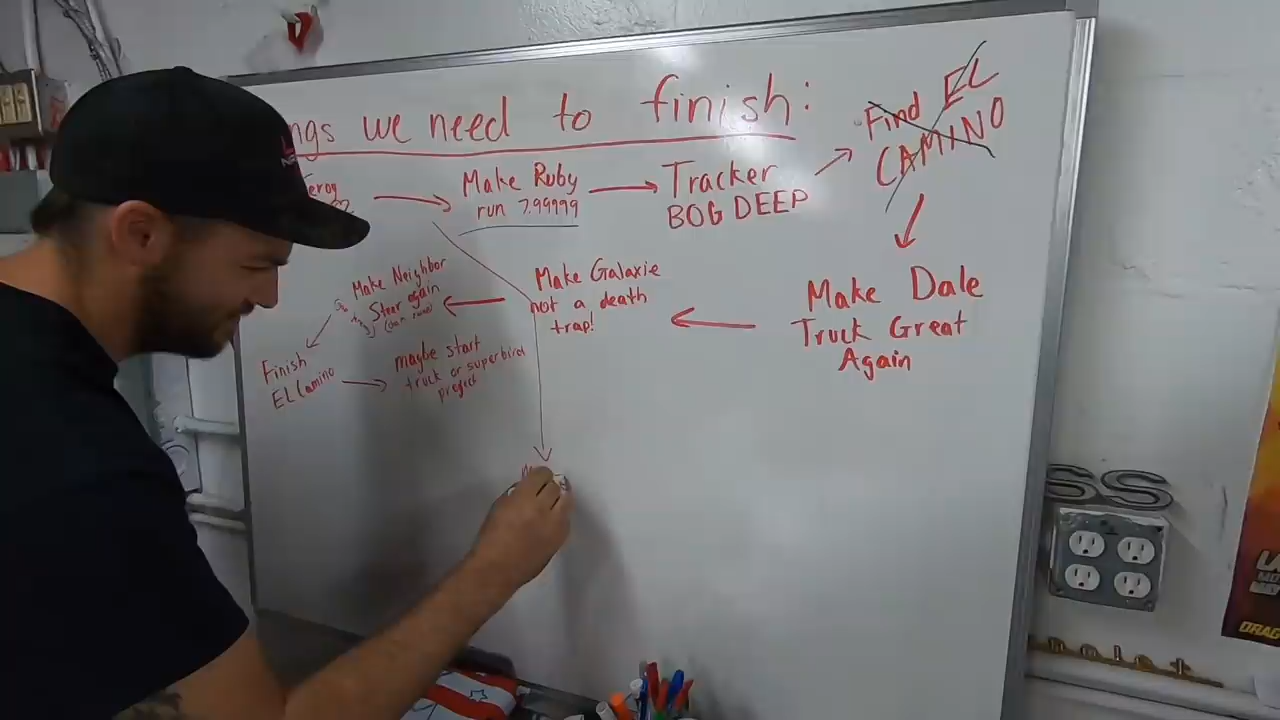 ngs we need to finish:
Make Ruby
run 7.99999
Tracker
BOG DEEP
Find EL
CAMINO
Make Dale
Truck Great
Again
Make Galaxie
not a death
trap!
Make Neighbor
Steer again
Finish
EL Camino
maybe start
truck or superbird
project
SS